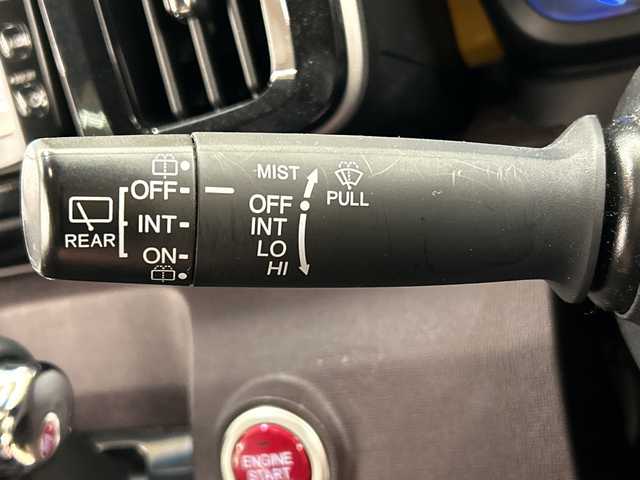 OFF
INT
ON
REAR
MIST
OFF
INT
LO
HI
PULL
ENGINE
START